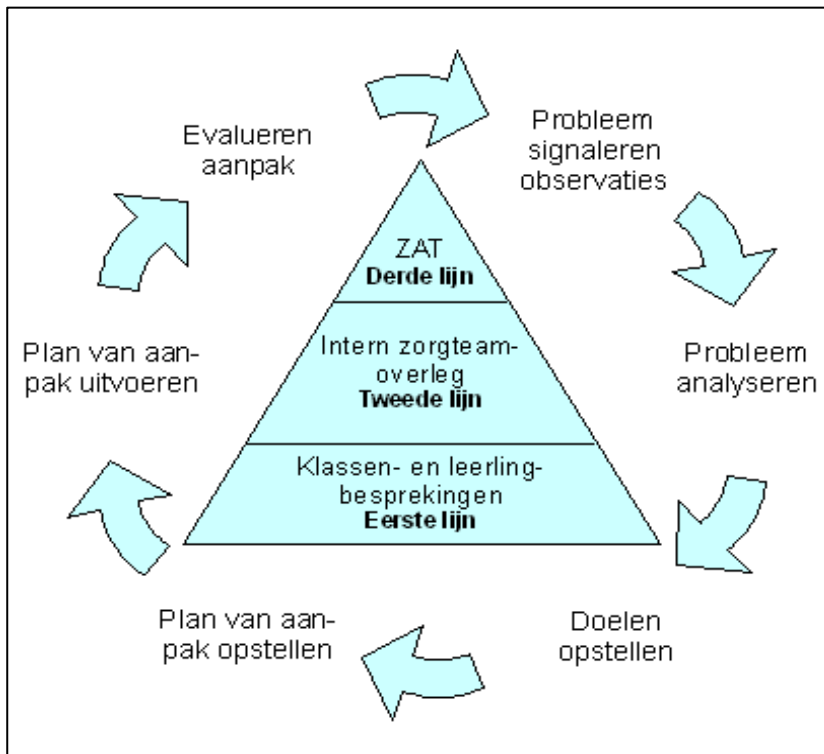 Evalueren
aanpak
Probleem
signaleren
observaties
ZAT
Derde lijn
Intern zorgteam-
overleg
Tweede lijn
Klassen- en leerling-
besprekingen
Eerste lijn
Probleem
analyseren
Doelen
opstellen
Plan van aan-
pak opstellen
Plan van aan-
pak uitvoeren